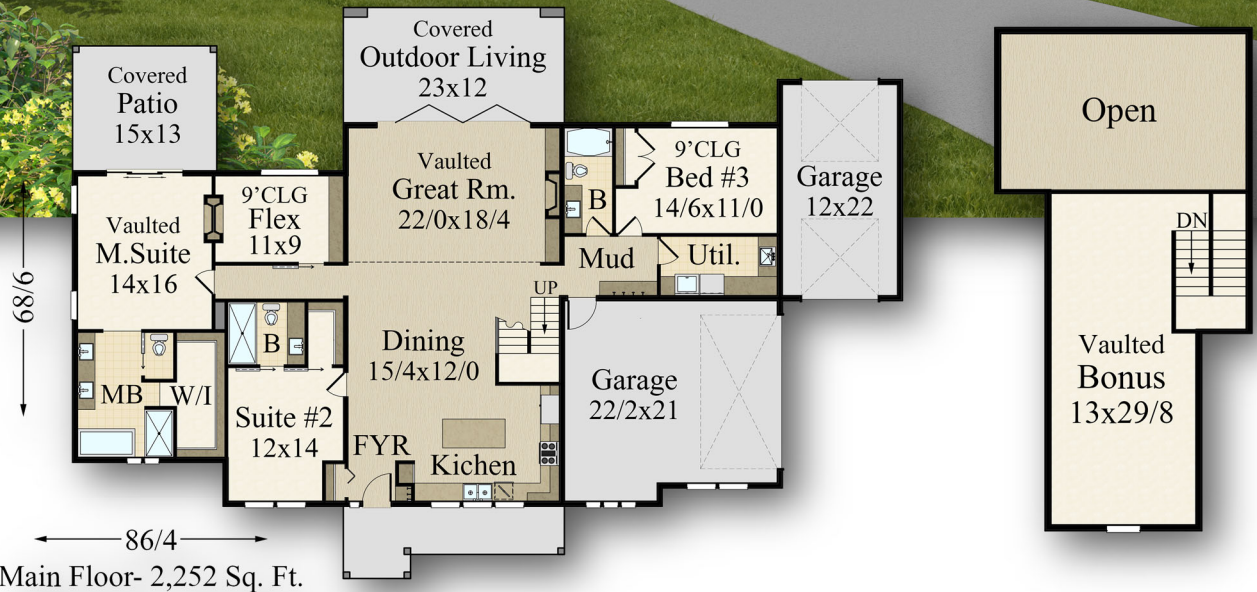 Covered
Patio
15x13
Covered
Outdoor Living
23x12
Vaulted
M.Suite
14x16
9'CLG
Flex
11x9
Vaulted
Great Rm.
22/0x18/4
B
9'CLG
Bed #3
14/6x11/0
Garage
12x22
Mud
Util.
UP
68/6
B
Dining
15/4x12/0
Garage
22/2x21
MB
W/I
Suite #2
12x14
FYR
Kichen
86/4
Main Floor- 2,252 Sq. Ft.
Open
DN
Vaulted
Bonus
13x29/8